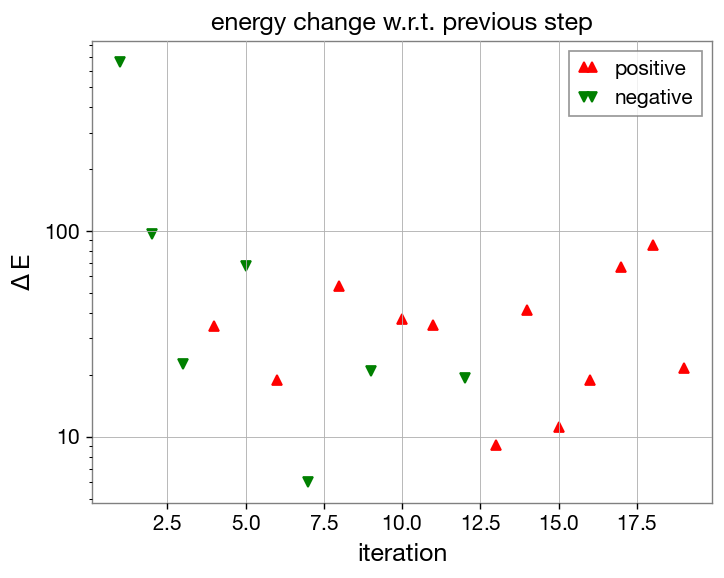 energy change w.r.t. previous step
positive
negative
100
10
Δ E
2.5 5.0 7.5 10.0 12.5 15.0 17.5
iteration